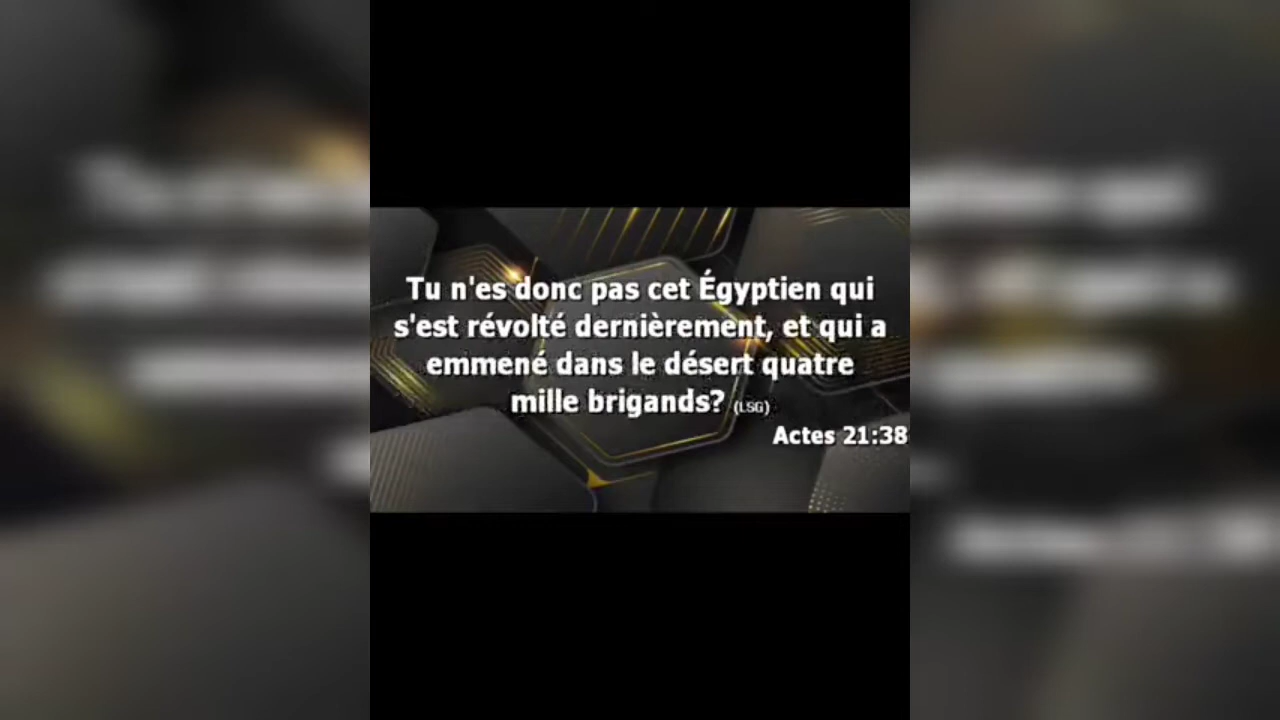 Tu n'es donc pas cet Égyptien qui
s'est révolté dernièrement, et qui a
emmené dans le désert quatre
mille brigands? (LSG)
Actes 21:38